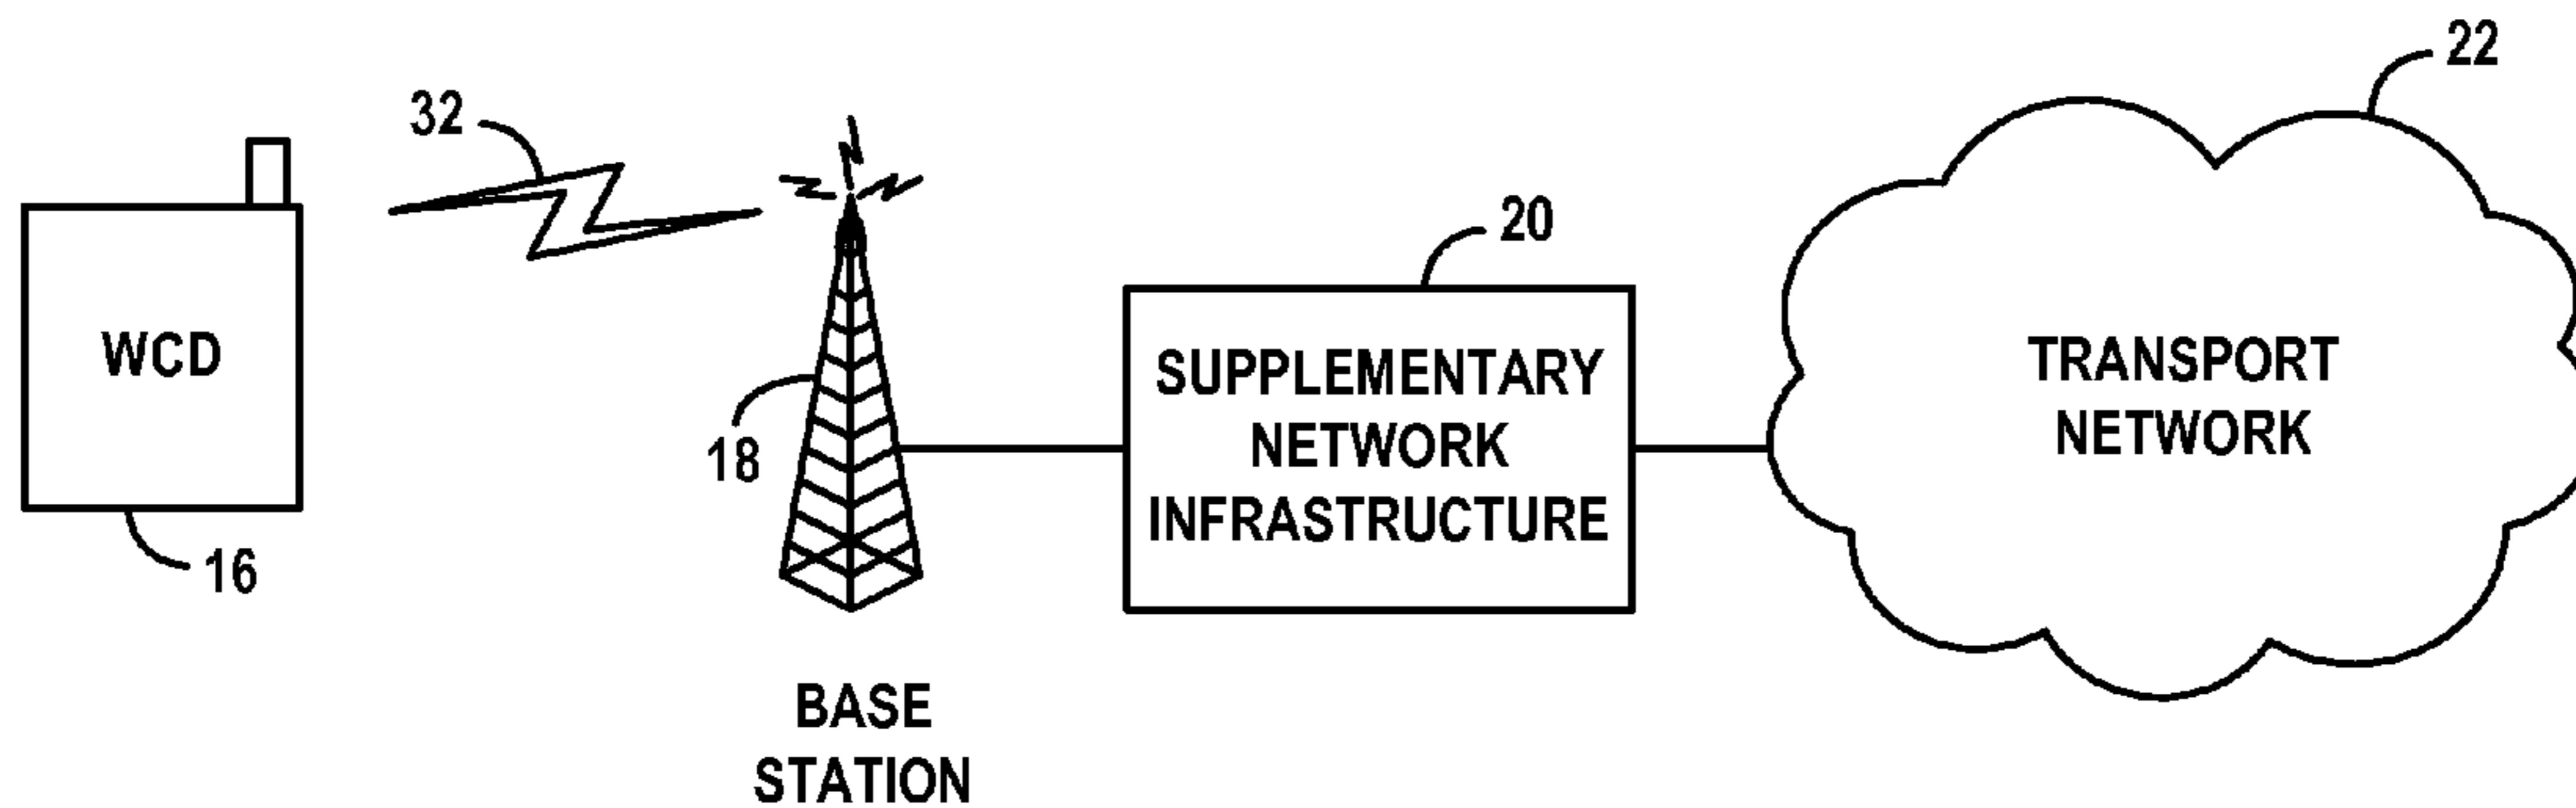 22
32
20
WCD
SUPPLEMENTARY
NETWORK
INFRASTRUCTURE
TRANSPORT
NETWORK
18
16
BASE
STATION